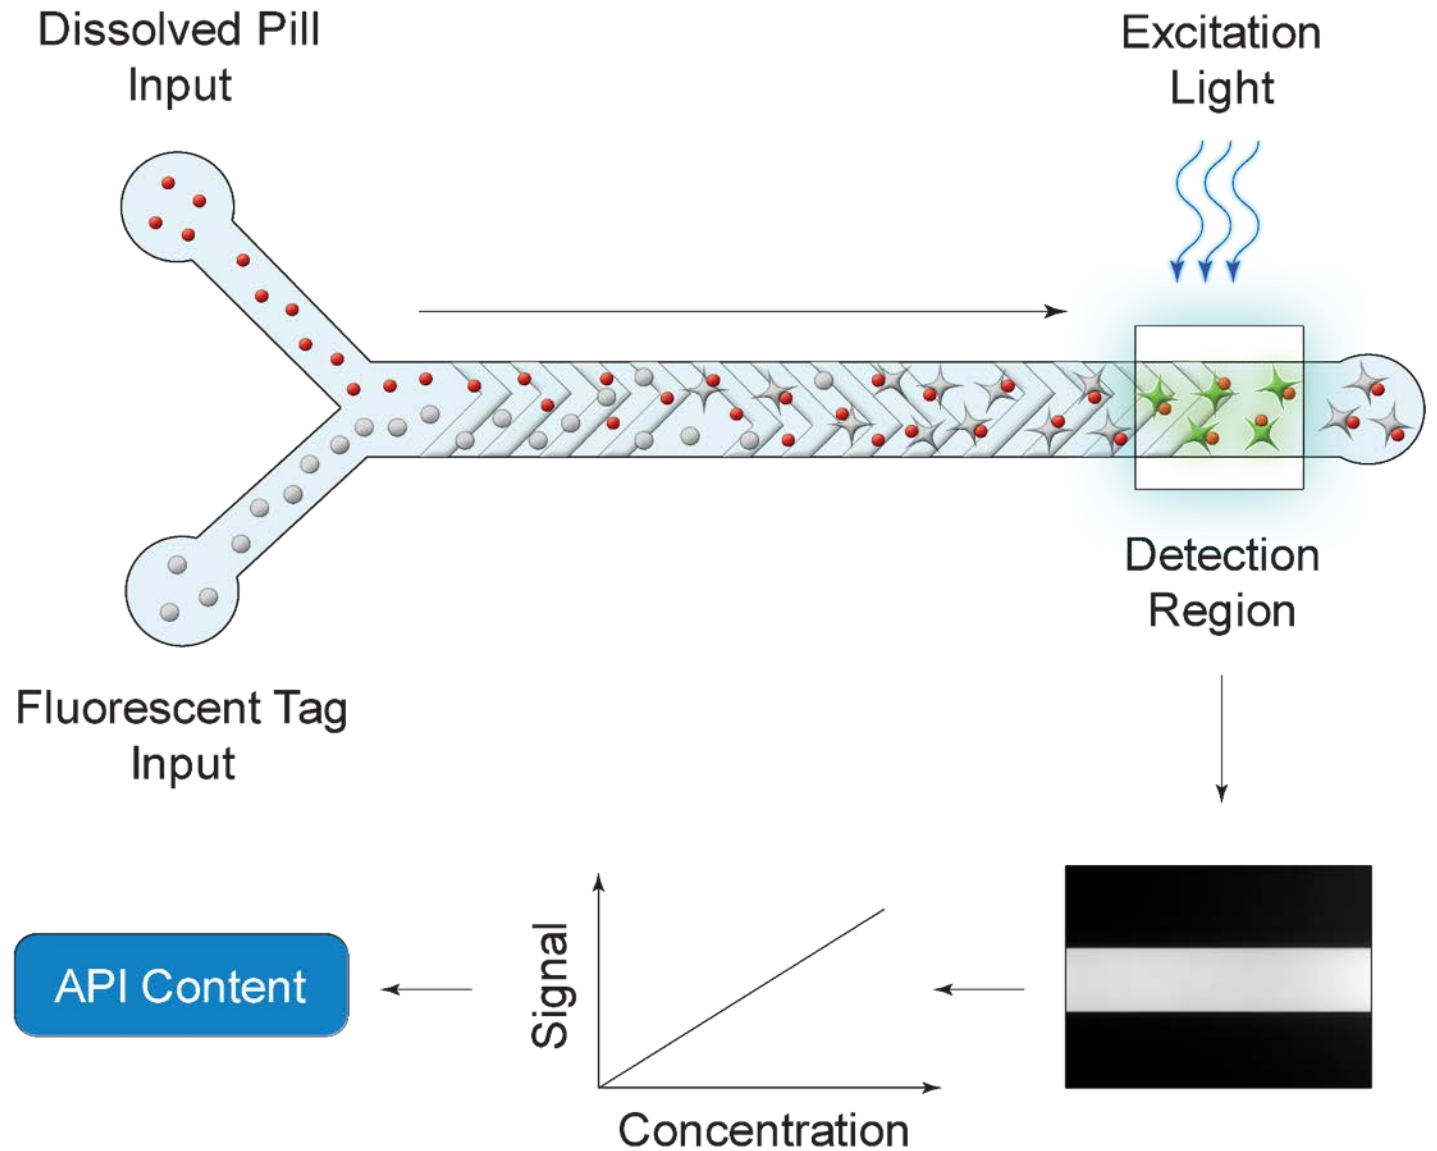 Dissolved Pill
Input
Excitation
Light
Fluorescent Tag
Input
Detection
Region
API Content
Signal
Concentration